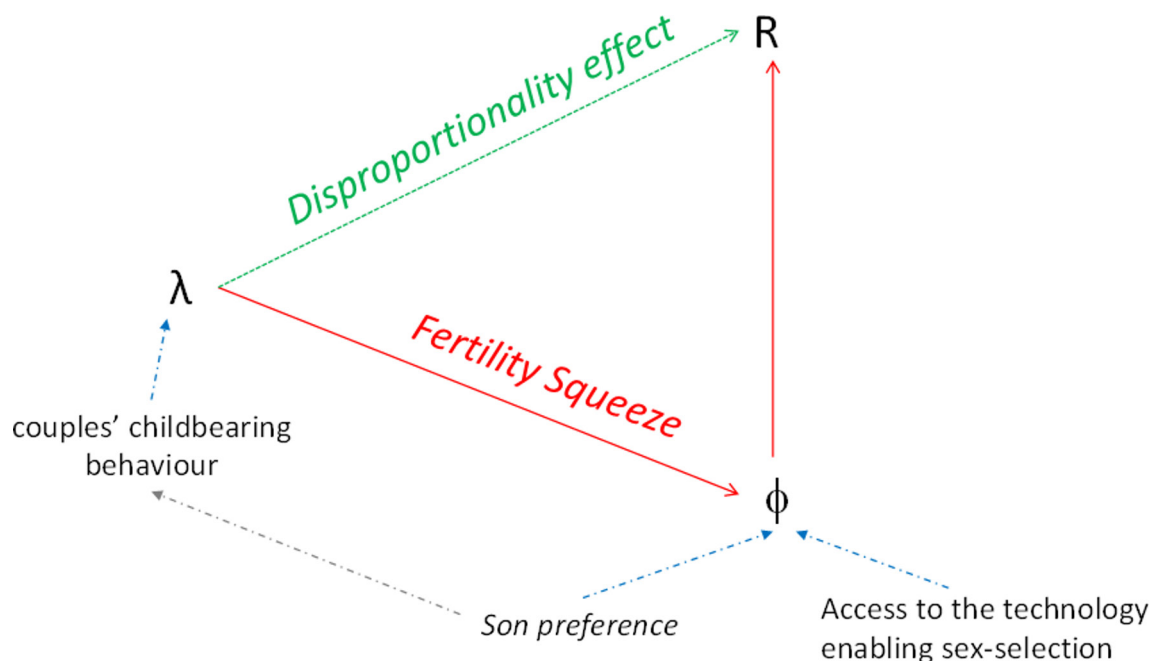 R
Disproportionality effect
λ
Fertility Squeeze
couples’ childbearing
behaviour
ϕ
Son preference
Access to the technology
enabling sex-selection